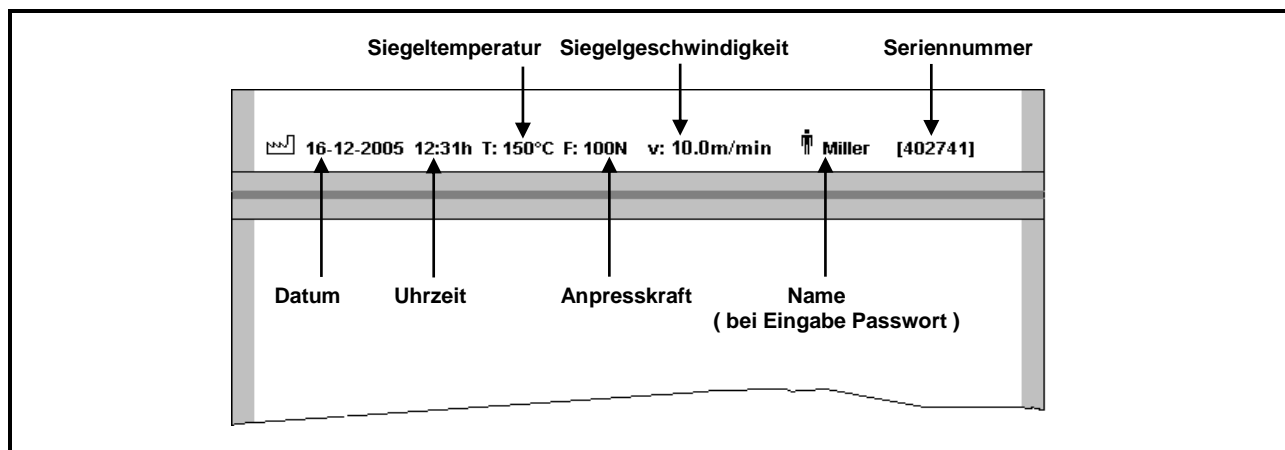 Siegeltemperatur Siegelgeschwindigkeit Seriennummer
16-12-2005 12:31h T: 150°C F: 100N v: 10.0m/min Miller [402741]
Datum Uhrzeit Anpresskraft Name
( bei Eingabe Passwort )